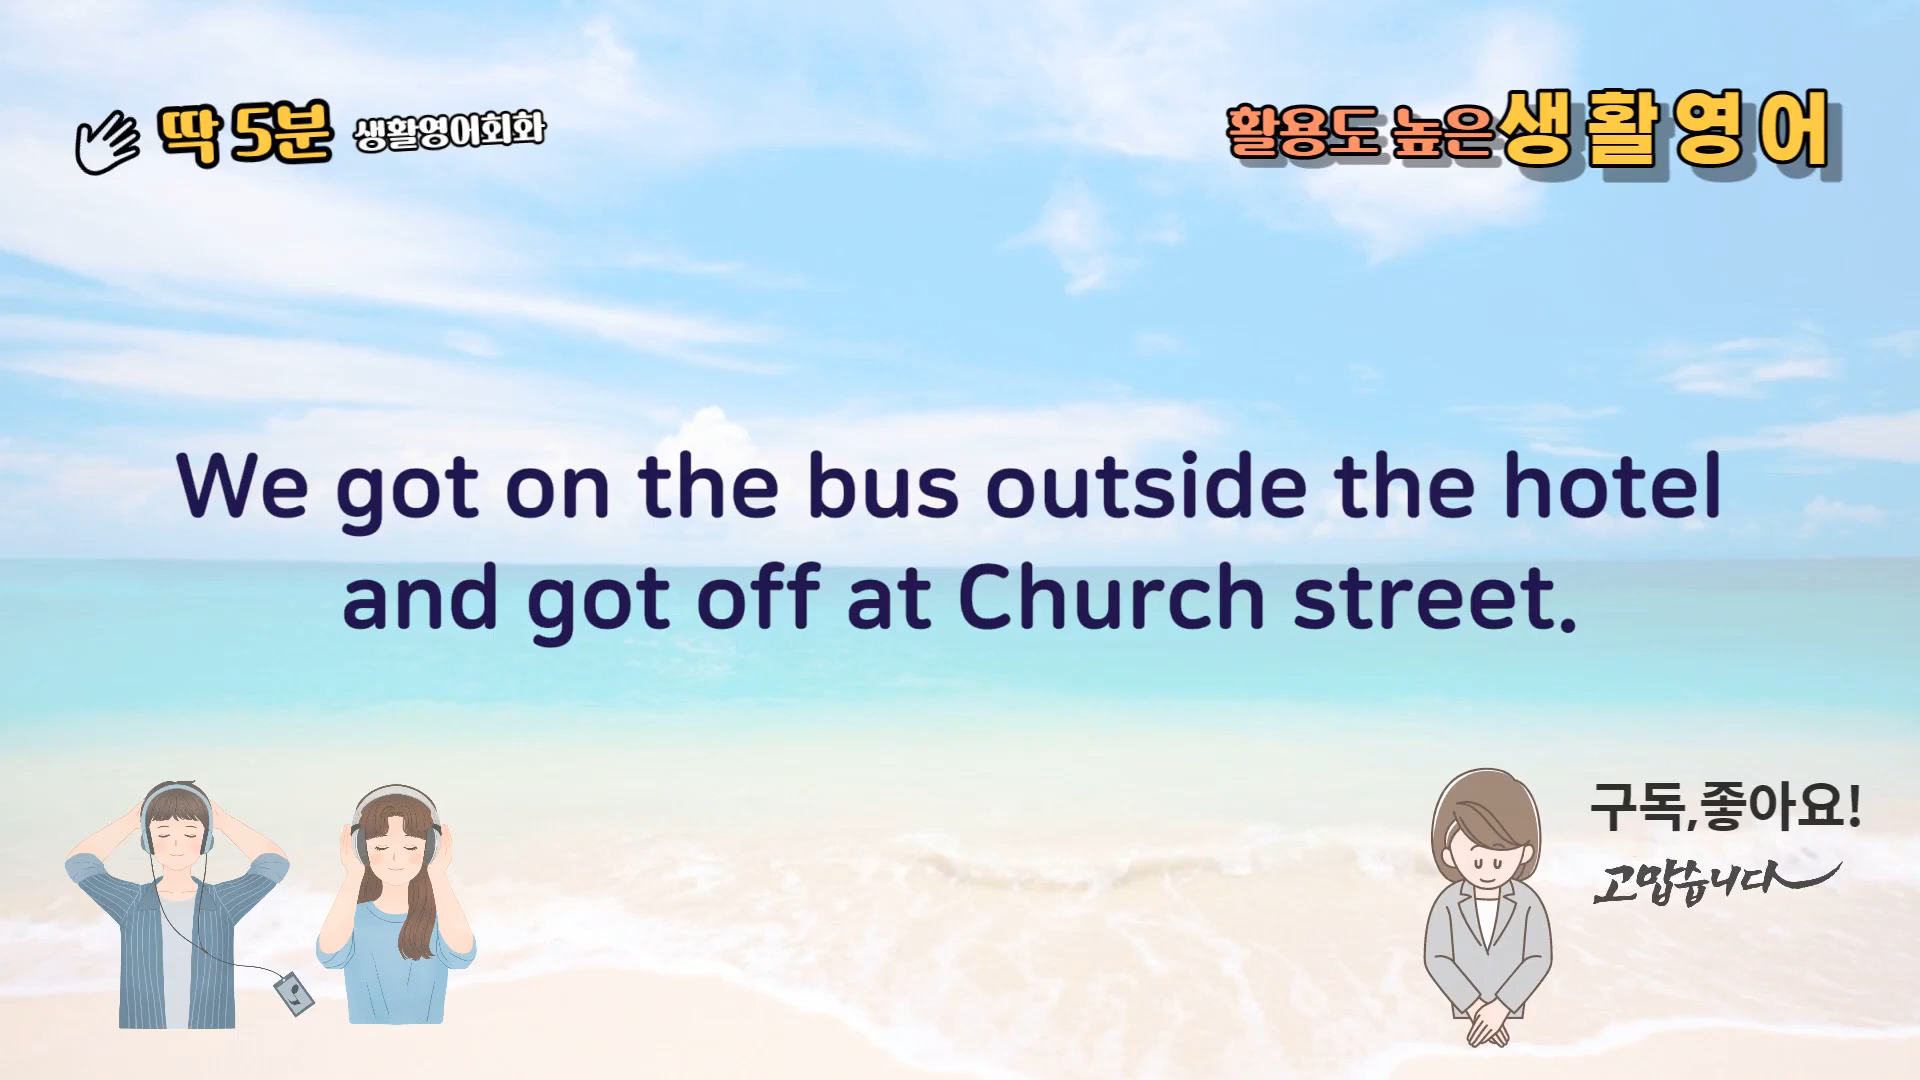 딱 5분 생활영어회화
활용도 높은 생활영어
We got on the bus outside the hotel
and got off at Church street.
구독,좋아요!
고맙습니다